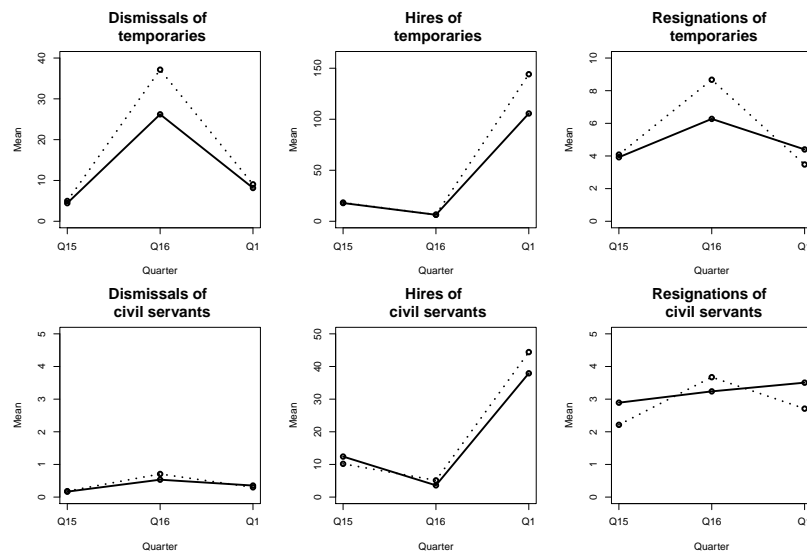 Dismissals of
temporaries
Mean
0 10 20 30 40
Q15 Q16 Q1
Quarter
Hires of
temporaries
Mean
0 50 100 150
Q15 Q16 Q1
Quarter
Resignations of
temporaries
Mean
0 2 4 6 8 10
Q15 Q16 Q1
Quarter
Dismissals of
civil servants
Mean
0 1 2 3 4 5
Q15 Q16 Q1
Quarter
Hires of
civil servants
Mean
0 10 20 30 40 50
Q15 Q16 Q1
Quarter
Resignations of
civil servants
Mean
0 1 2 3 4 5
Q15 Q16 Q1
Quarter